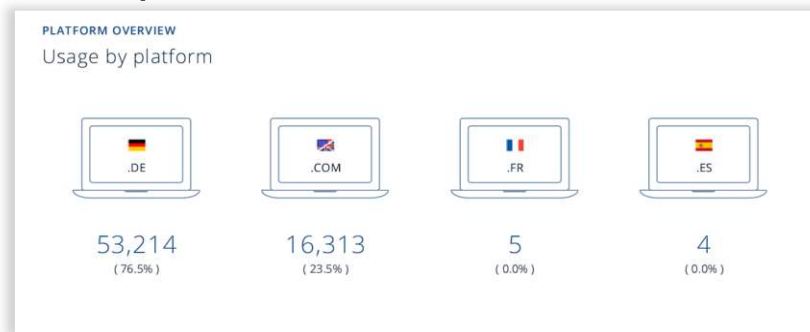 PLATFORM OVERVIEW
Usage by platform
.DE
.COM
.FR
.ES
53,214
16,313
5
4
( 76.5% )
( 23.5% )
( 0.0% )
( 0.0% )